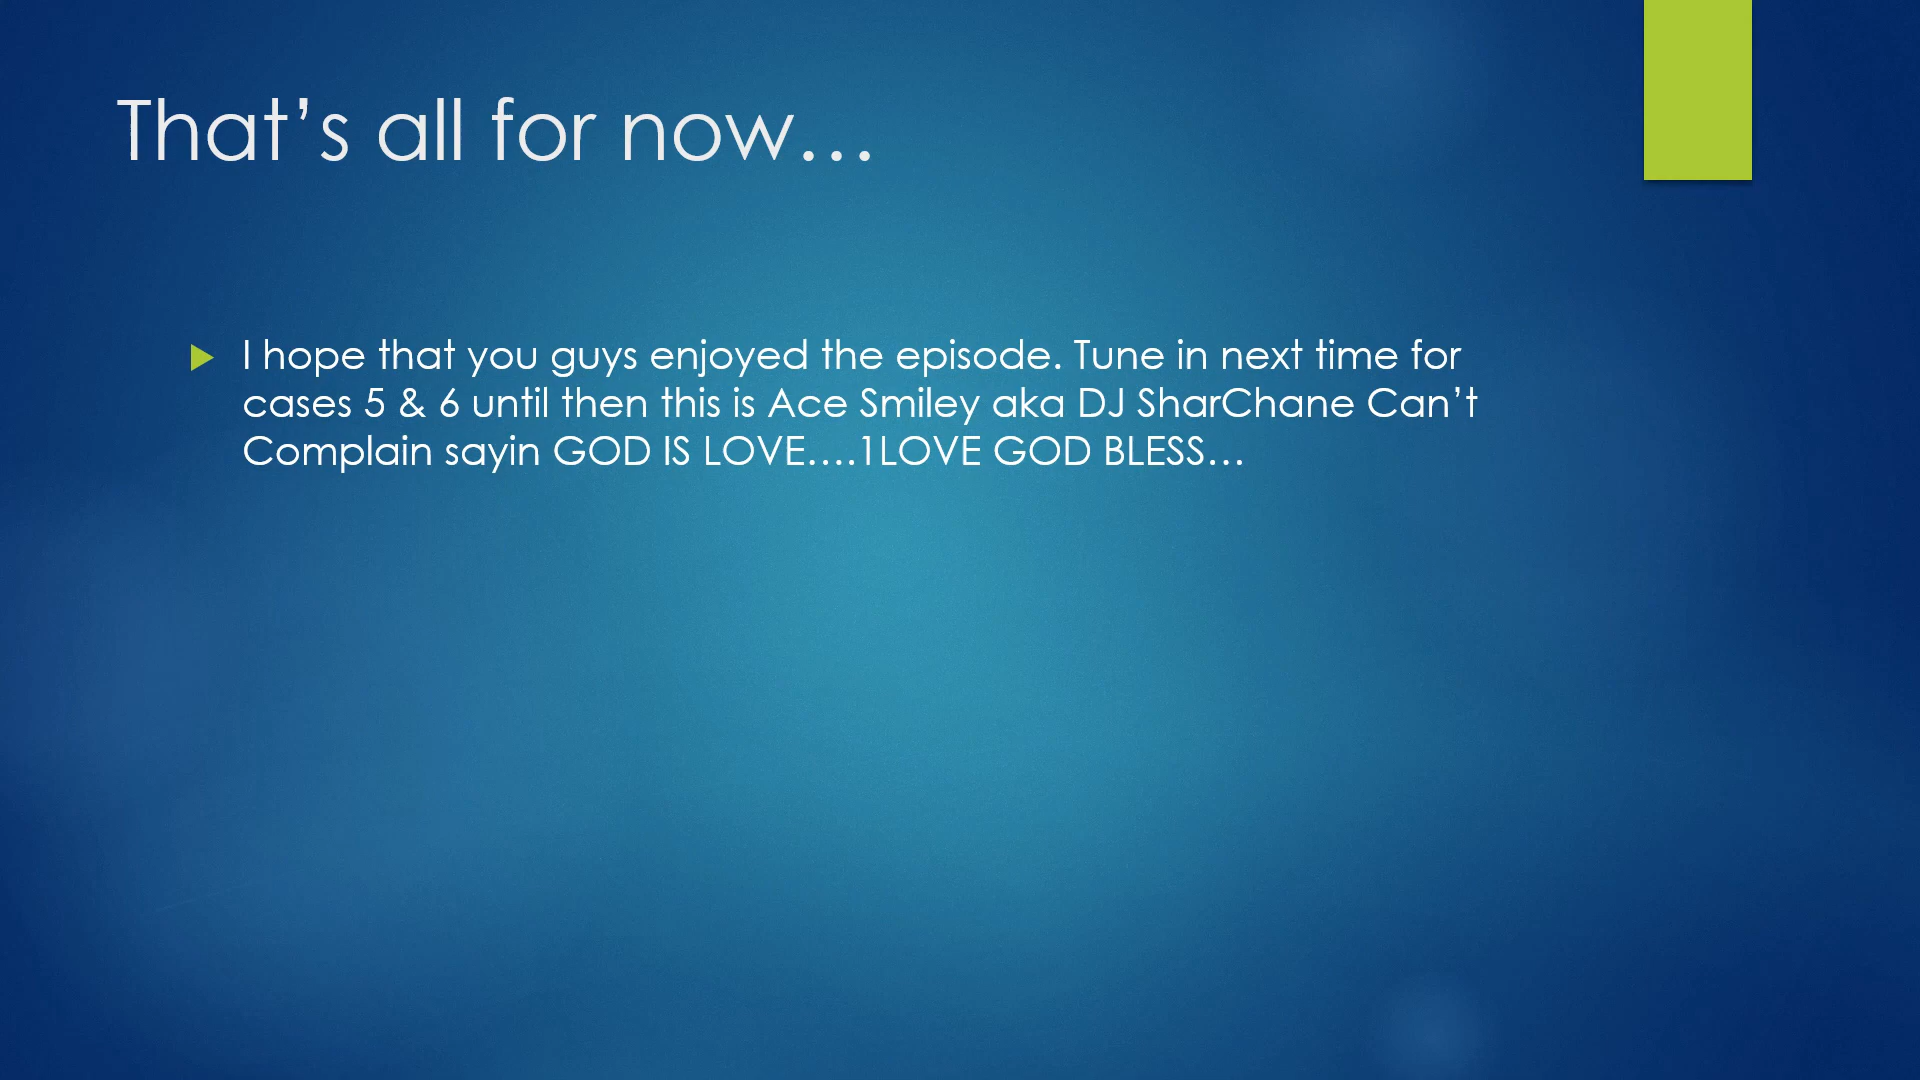 That’s all for now…
I hope that you guys enjoyed the episode. Tune in next time for
cases 5 & 6 until then this is Ace Smiley aka DJ SharChane Can’t
Complain sayin GOD IS LOVE….1LOVE GOD BLESS…